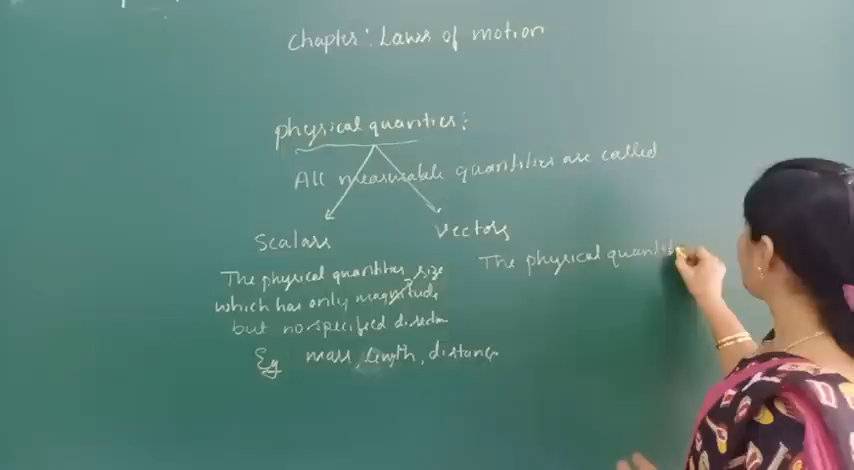 Chapter: Laws of motion
physical quantities:
All measurable quantities are called
Scalars
Vectors
The physical quantities size
which has only magnitude
but no specified direction
Eg mass, length, distance
The physical quantiti